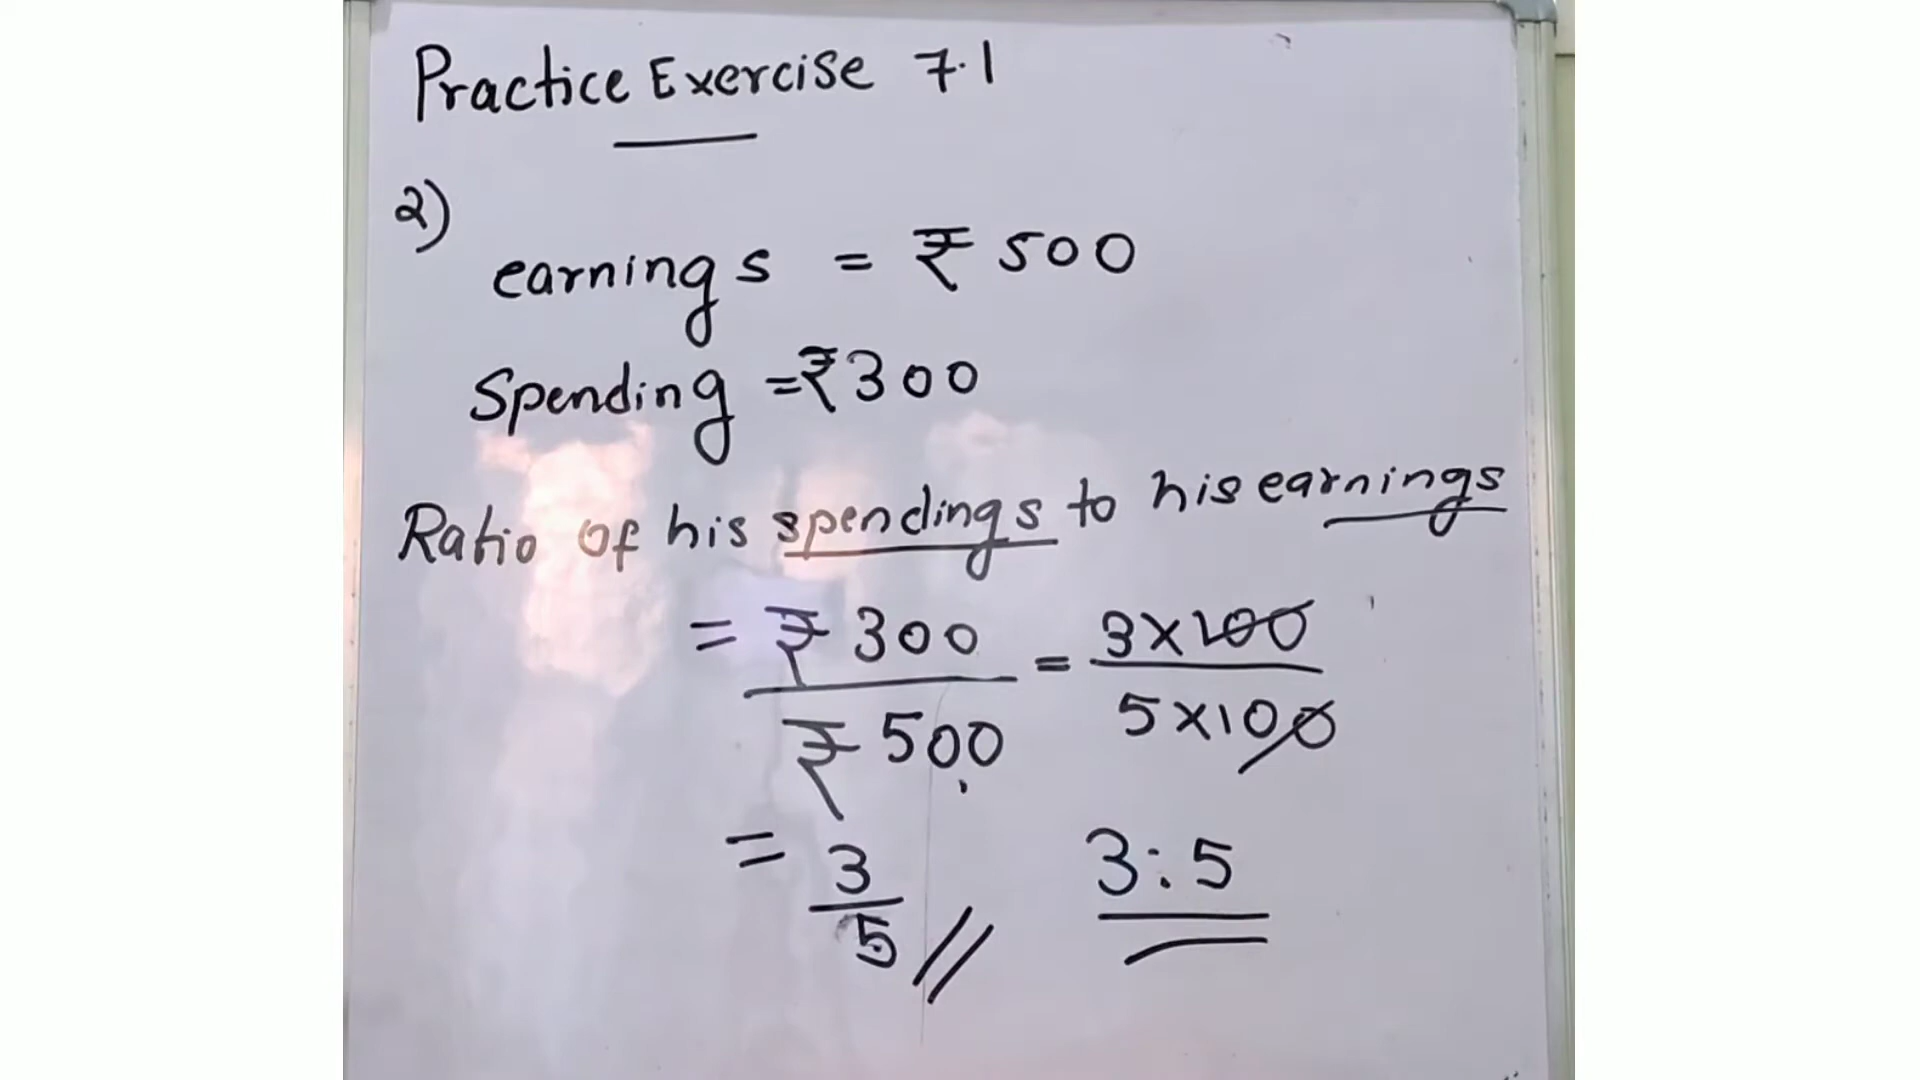 Practice Exercise 7.1
2)
earnings = ₹ 500
Spending = ₹300
Ratio of his spendings to his earnings
= ₹ 300 / ₹ 500 = 3×100 / 5×100
= 3/5 // 3:5